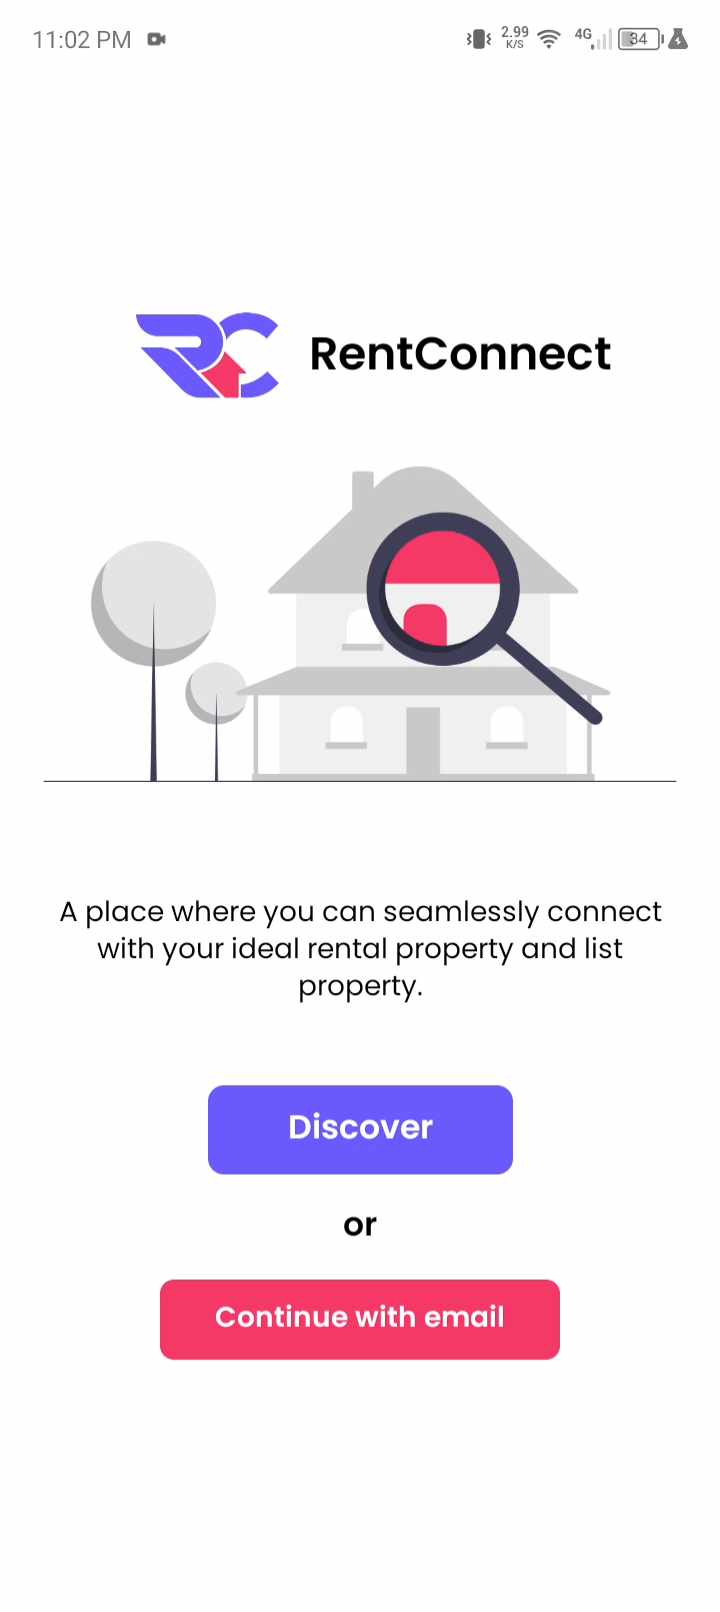 11:02 PM
2.99
K/S
4G
34
RentConnect
A place where you can seamlessly connect
with your ideal rental property and list
property.
Discover
or
Continue with email